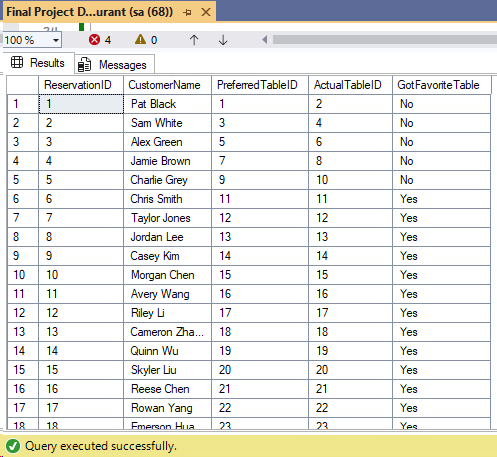 Final Project D...urant (sa (68))
100 %
4
0
Results
Messages
ReservationID CustomerName PreferredTableID ActualTableID GotFavoriteTable
1 1 Pat Black 1 2 No
2 2 Sam White 3 4 No
3 3 Alex Green 5 6 No
4 4 Jamie Brown 7 8 No
5 5 Charlie Grey 9 10 No
6 6 Chris Smith 11 11 Yes
7 7 Taylor Jones 12 12 Yes
8 8 Jordan Lee 13 13 Yes
9 9 Casey Kim 14 14 Yes
10 10 Morgan Chen 15 15 Yes
11 11 Avery Wang 16 16 Yes
12 12 Riley Li 17 17 Yes
13 13 Cameron Zha... 18 18 Yes
14 14 Quinn Wu 19 19 Yes
15 15 Skyler Liu 20 20 Yes
16 16 Reese Chen 21 21 Yes
17 17 Rowan Yang 22 22 Yes
18 18 Emerson Hua... 23 23 Yes
Query executed successfully.